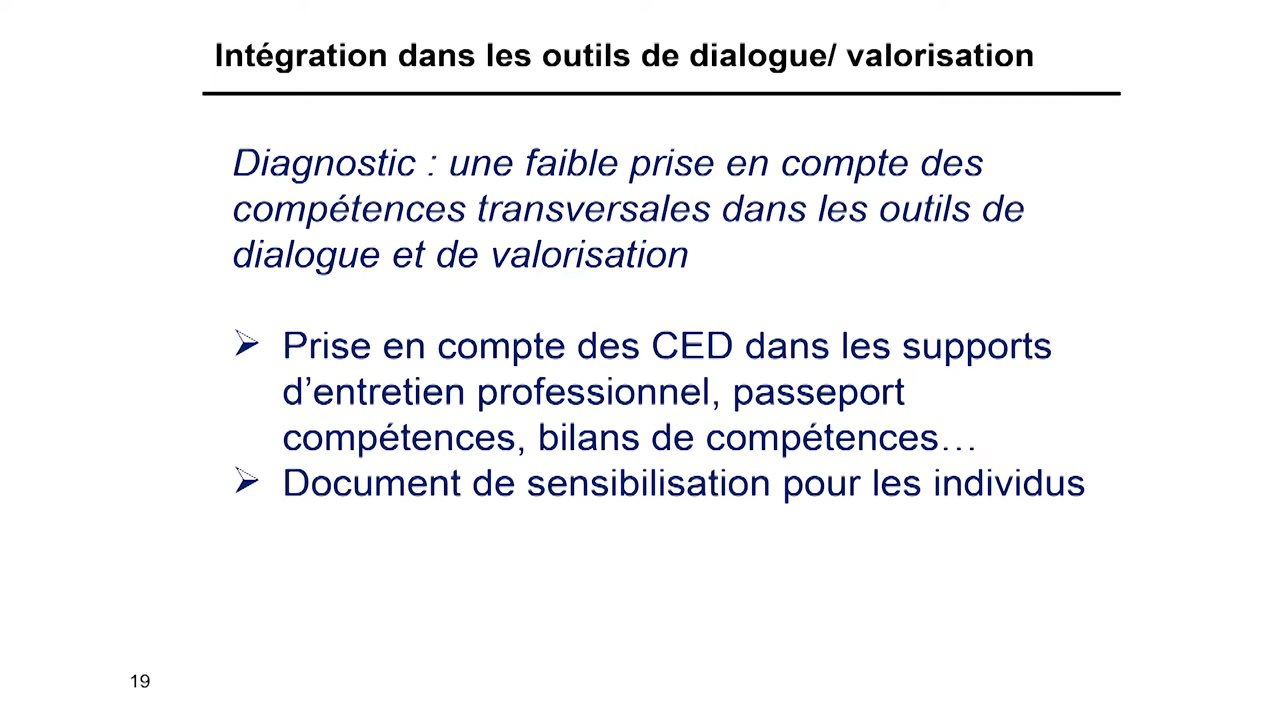 Intégration dans les outils de dialogue/ valorisation
Diagnostic : une faible prise en compte des
compétences transversales dans les outils de
dialogue et de valorisation
➢ Prise en compte des CED dans les supports
d’entretien professionnel, passeport
compétences, bilans de compétences…
➢ Document de sensibilisation pour les individus
19